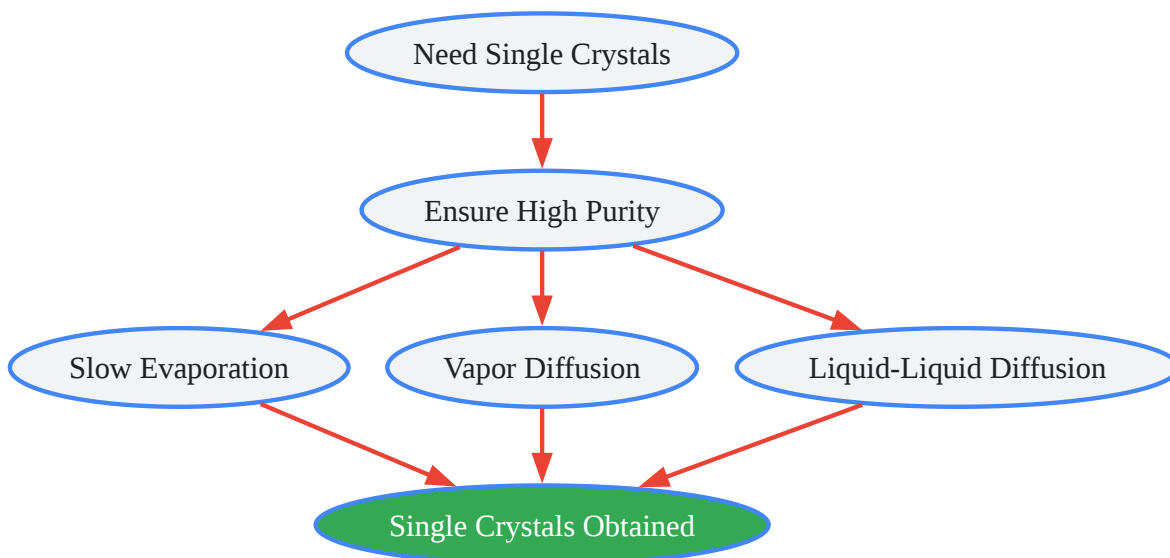 Need Single Crystals
Ensure High Purity
Slow Evaporation
Vapor Diffusion
Liquid-Liquid Diffusion
Single Crystals Obtained